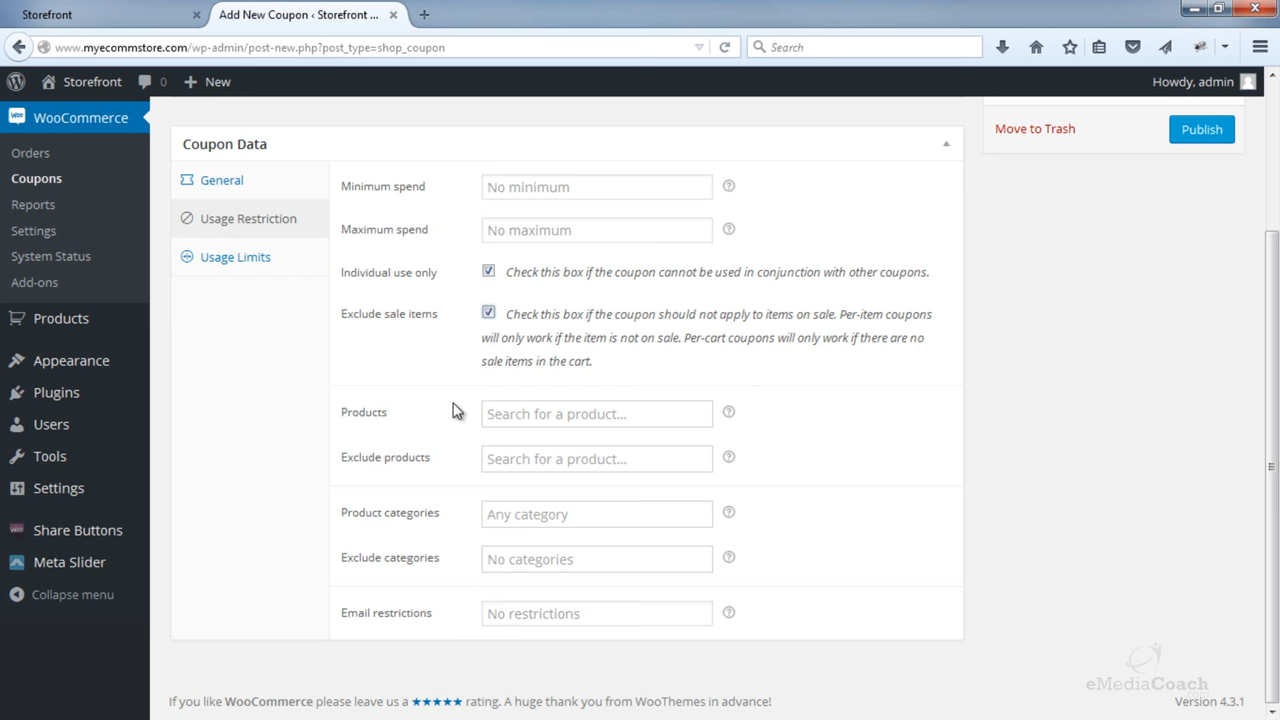 Storefront
Add New Coupon ‹ Storefront ...
www.myecommstore.com/wp-admin/post-new.php?post_type=shop_coupon
Search
Storefront
0
New
Howdy, admin
WooCommerce
Orders
Coupons
Reports
Settings
System Status
Add-ons
Products
Appearance
Plugins
Users
Tools
Settings
Share Buttons
Meta Slider
Collapse menu
Move to Trash
Publish
Coupon Data
General
Usage Restriction
Usage Limits
Minimum spend
No minimum
Maximum spend
No maximum
Individual use only
Check this box if the coupon cannot be used in conjunction with other coupons.
Exclude sale items
Check this box if the coupon should not apply to items on sale. Per-item coupons
will only work if the item is not on sale. Per-cart coupons will only work if there are no
sale items in the cart.
Products
Search for a product...
Exclude products
Search for a product...
Product categories
Any category
Exclude categories
No categories
Email restrictions
No restrictions
eMediaCoach
If you like WooCommerce please leave us a ★★★★★ rating. A huge thank you from WooThemes in advance!
Version 4.3.1